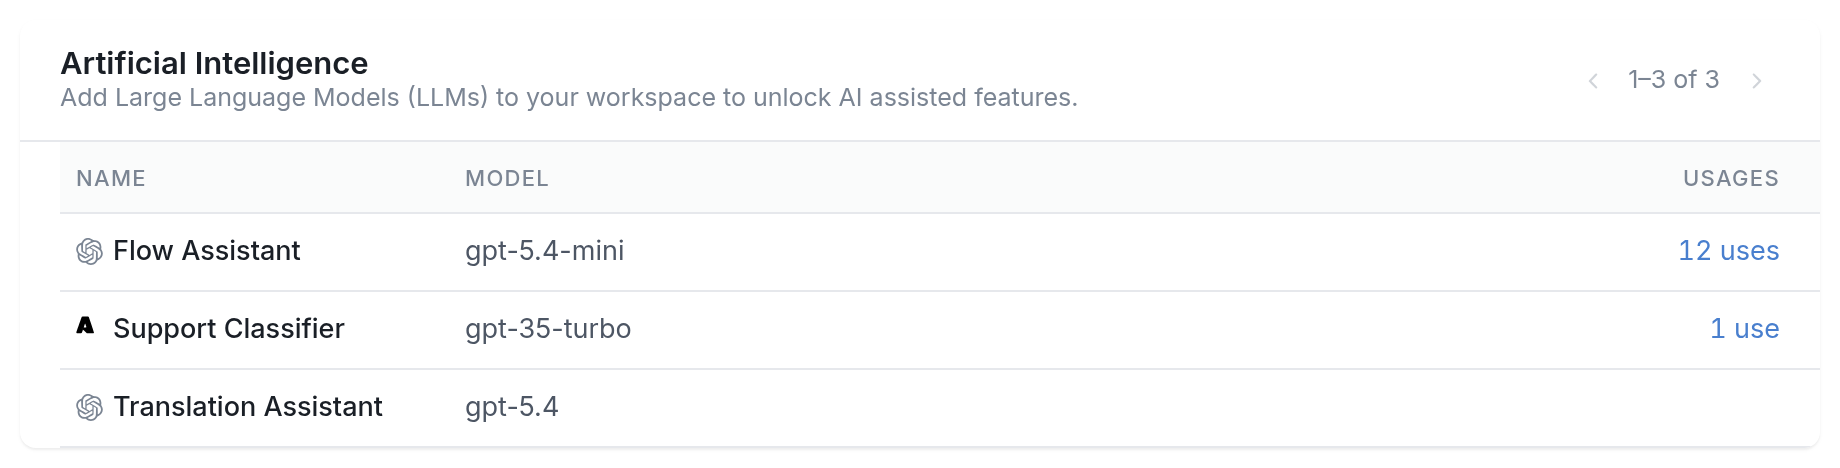 Artificial Intelligence
Add Large Language Models (LLMs) to your workspace to unlock AI assisted features.
1–3 of 3
NAME MODEL USAGES
Flow Assistant gpt-5.4-mini 12 uses
Support Classifier gpt-35-turbo 1 use
Translation Assistant gpt-5.4